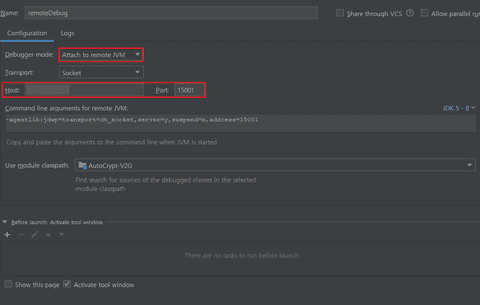 Name: remoteDebug
Share through VCS
Allow parallel run
Configuration Logs
Debugger mode: Attach to remote JVM
Transport: Socket
Host: Port: 15001
Command line arguments for remote JVM: JDK 5 - 8
-agentlib:jdwp=transport=dt_socket,server=y,suspend=n,address=15001
Copy and paste the arguments to the command line when JVM is started
Use module classpath: AutoCrypt-V2G
First search for sources of the debugged classes in the selected
module classpath
Before launch: Activate tool window
There are no tasks to run before launch
Show this page Activate tool window